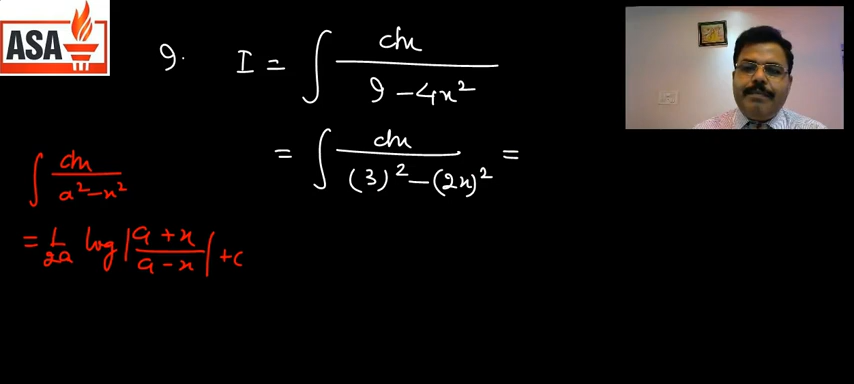 ASA
9. I = ∫ dx / (9 - 4x²)
= ∫ dx / ((3)² - (2x)²) =
∫ dx / (a² - x²)
= 1/2a log |(a + x)/(a - x)| + c